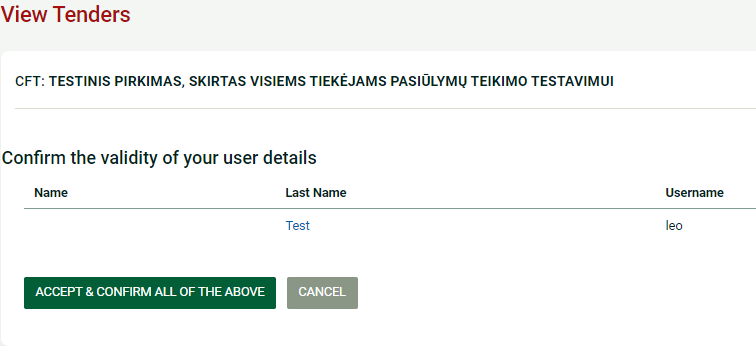 View Tenders
CFT: TESTINIS PIRKIMAS, SKIRTAS VISIEMS TIEKĖJAMS PASIŪLYMŲ TEIKIMO TESTAVIMUI
Confirm the validity of your user details
Name Last Name Username
Test leo
ACCEPT & CONFIRM ALL OF THE ABOVE CANCEL